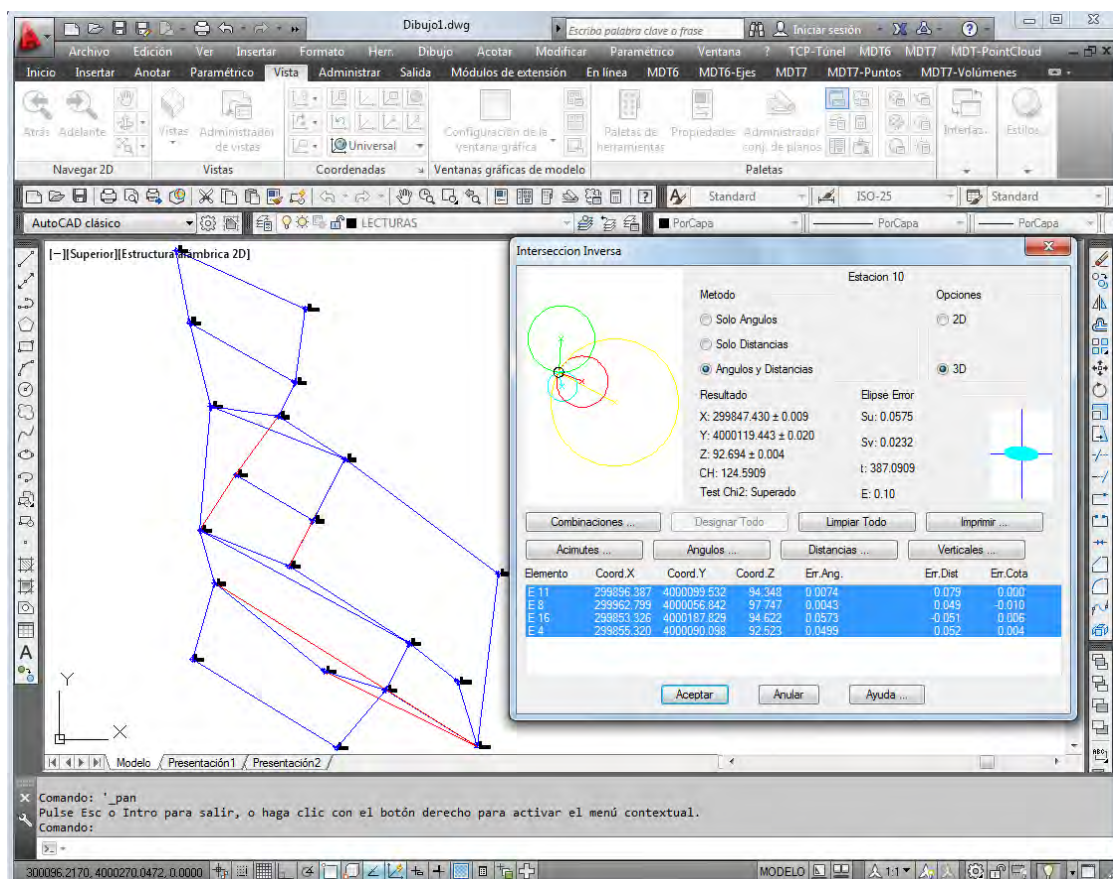 Dibujo1.dwg
Escriba palabra clave o frase
Iniciar sesión
Archivo Edición Ver Insertar Formato Herr. Dibujo Acotar Modificar Paramétrico Ventana ? TCP-Túnel MDT6 MDT7 MDT-PointCloud
Inicio Insertar Anotar Paramétrico Vista Administrar Salida Módulos de extensión En línea MDT6 MDT6-Ejes MDT7 MDT7-Puntos MDT7-Volúmenes
Atrás Adelante Vistas Administrador de vistas
Universal
Configuración de la ventana gráfica
Paletas de herramientas
Propiedades
Administrador conj. de planos
Interfaz...
Estilos
Navegar 2D Vistas Coordenadas Ventanas gráficas de modelo Paletas
Standard ISO-25 Standard
AutoCAD clásico LECTURAS PorCapa PorCapa PorCapa
[−][Superior][Estructura alámbrica 2D]
Interseccion Inversa
Estacion 10
Metodo
Solo Angulos
Solo Distancias
Angulos y Distancias
Opciones
2D
3D
Resultado
X: 299847.430 ± 0.009
Y: 4000119.443 ± 0.020
Z: 92.694 ± 0.004
CH: 124.5909
Test Chi2: Superado
Elipse Error
Su: 0.0575
Sv: 0.0232
t: 387.0909
E: 0.10
Combinaciones ... Designar Todo Limpiar Todo Imprimir ...
Acimutes ... Angulos ... Distancias ... Verticales ...
Elemento Coord.X Coord.Y Coord.Z Err.Ang. Err.Dist Err.Cota
E 11 299896.387 4000099.532 94.348 0.0074 0.079 0.000
E 8 299962.799 4000056.842 97.747 0.0043 0.049 -0.010
E 16 299853.326 4000187.829 94.622 0.0573 -0.051 0.006
E 4 299855.320 4000090.098 92.523 0.0499 0.052 0.004
Aceptar Anular Ayuda ...
Y
X
Modelo Presentación1 Presentación2
Comando: '_pan
Pulse Esc o Intro para salir, o haga clic con el botón derecho para activar el menú contextual.
Comando:
300096.2170, 4000270.0472, 0.0000
MODELO 1:1